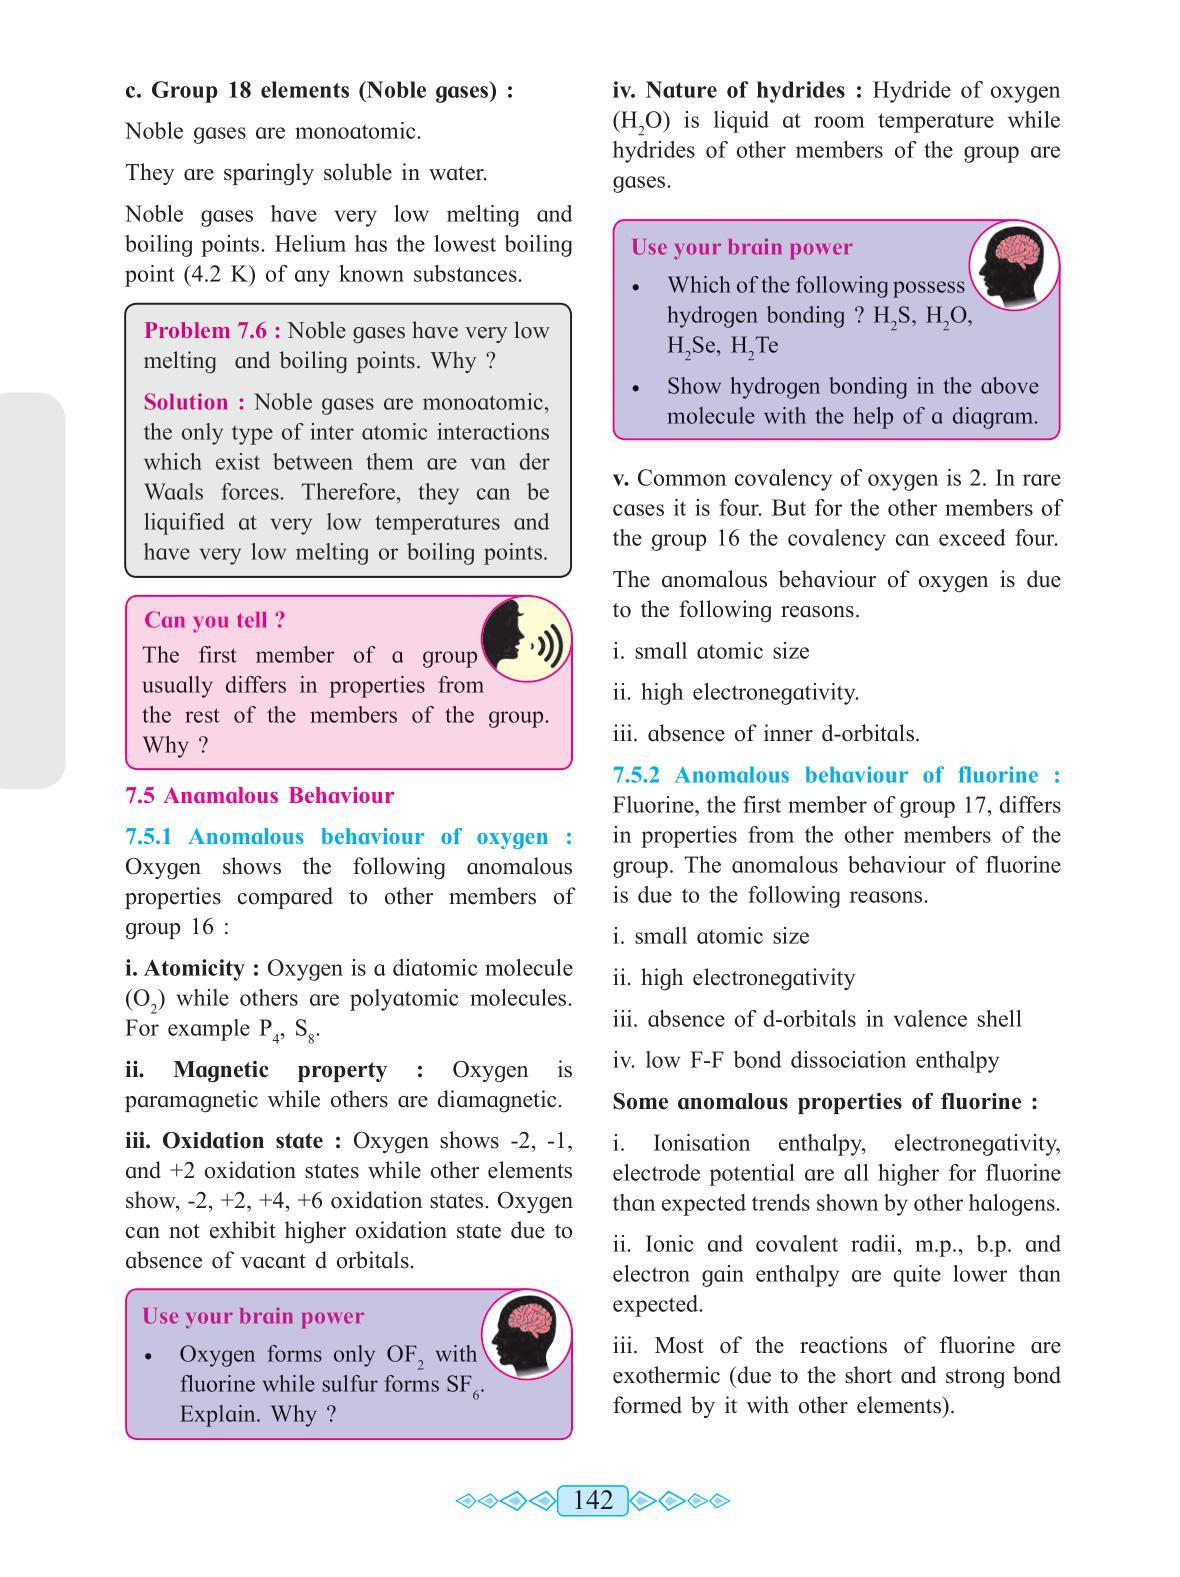 c. Group 18 elements (Noble gases) :
Noble gases are monoatomic.
They are sparingly soluble in water.
Noble gases have very low melting and
boiling points. Helium has the lowest boiling
point (4.2 K) of any known substances.
Problem 7.6 : Noble gases have very low
melting and boiling points. Why ?
Solution : Noble gases are monoatomic,
the only type of inter atomic interactions
which exist between them are van der
Waals forces. Therefore, they can be
liquified at very low temperatures and
have very low melting or boiling points.
Can you tell ?
The first member of a group
usually differs in properties from
the rest of the members of the group.
Why ?
7.5 Anamalous Behaviour
7.5.1 Anomalous behaviour of oxygen :
Oxygen shows the following anomalous
properties compared to other members of
group 16 :
i. Atomicity : Oxygen is a diatomic molecule
(O₂) while others are polyatomic molecules.
For example P₄, S₈.
ii. Magnetic property : Oxygen is
paramagnetic while others are diamagnetic.
iii. Oxidation state : Oxygen shows -2, -1,
and +2 oxidation states while other elements
show, -2, +2, +4, +6 oxidation states. Oxygen
can not exhibit higher oxidation state due to
absence of vacant d orbitals.
Use your brain power
• Oxygen forms only OF₂ with
fluorine while sulfur forms SF₆.
Explain. Why ?
iv. Nature of hydrides : Hydride of oxygen
(H₂O) is liquid at room temperature while
hydrides of other members of the group are
gases.
Use your brain power
• Which of the following possess
hydrogen bonding ? H₂S, H₂O,
H₂Se, H₂Te
• Show hydrogen bonding in the above
molecule with the help of a diagram.
v. Common covalency of oxygen is 2. In rare
cases it is four. But for the other members of
the group 16 the covalency can exceed four.
The anomalous behaviour of oxygen is due
to the following reasons.
i. small atomic size
ii. high electronegativity.
iii. absence of inner d-orbitals.
7.5.2 Anomalous behaviour of fluorine :
Fluorine, the first member of group 17, differs
in properties from the other members of the
group. The anomalous behaviour of fluorine
is due to the following reasons.
i. small atomic size
ii. high electronegativity
iii. absence of d-orbitals in valence shell
iv. low F-F bond dissociation enthalpy
Some anomalous properties of fluorine :
i. Ionisation enthalpy, electronegativity,
electrode potential are all higher for fluorine
than expected trends shown by other halogens.
ii. Ionic and covalent radii, m.p., b.p. and
electron gain enthalpy are quite lower than
expected.
iii. Most of the reactions of fluorine are
exothermic (due to the short and strong bond
formed by it with other elements).
142